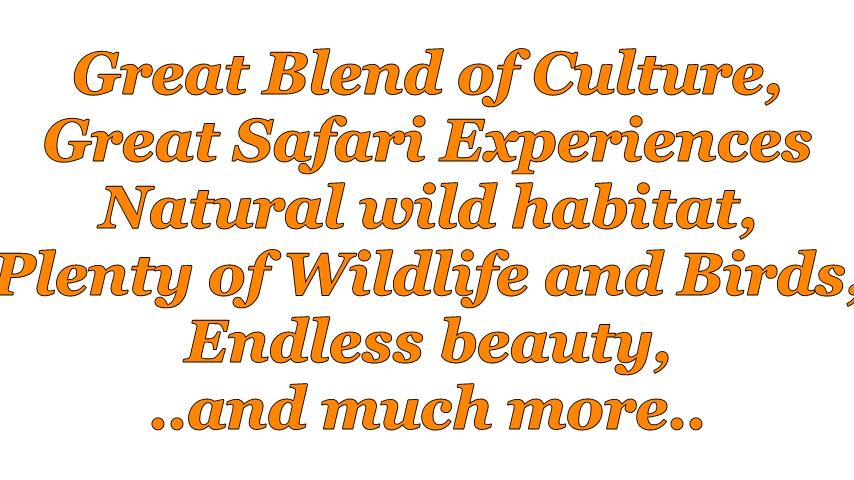 Great Blend of Culture,
Great Safari Experiences
Natural wild habitat,
Plenty of Wildlife and Birds,
Endless beauty,
..and much more..